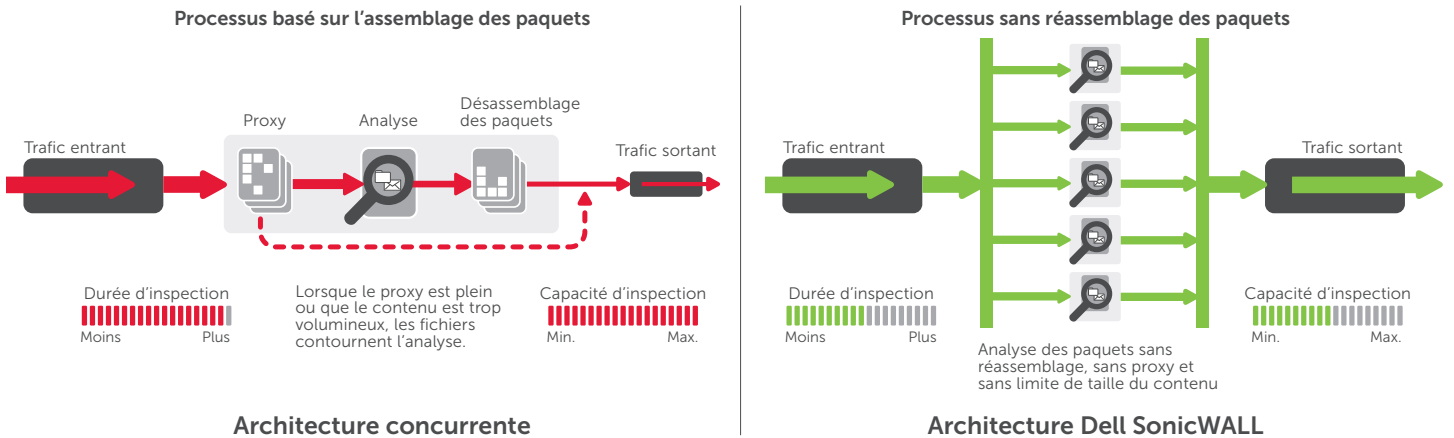 Processus basé sur l'assemblage des paquets
Trafic entrant
Proxy
Analyse
Désassemblage
des paquets
Trafic sortant
Durée d'inspection
Moins
Plus
Lorsque le proxy est plein
ou que le contenu est trop
volumineux, les fichiers
contournent l'analyse.
Capacité d'inspection
Min.
Max.
Architecture concurrente
Processus sans réassemblage des paquets
Trafic entrant
Trafic sortant
Durée d'inspection
Moins
Plus
Analyse des paquets sans
réassemblage, sans proxy et
sans limite de taille du contenu
Capacité d'inspection
Min.
Max.
Architecture Dell SonicWALL